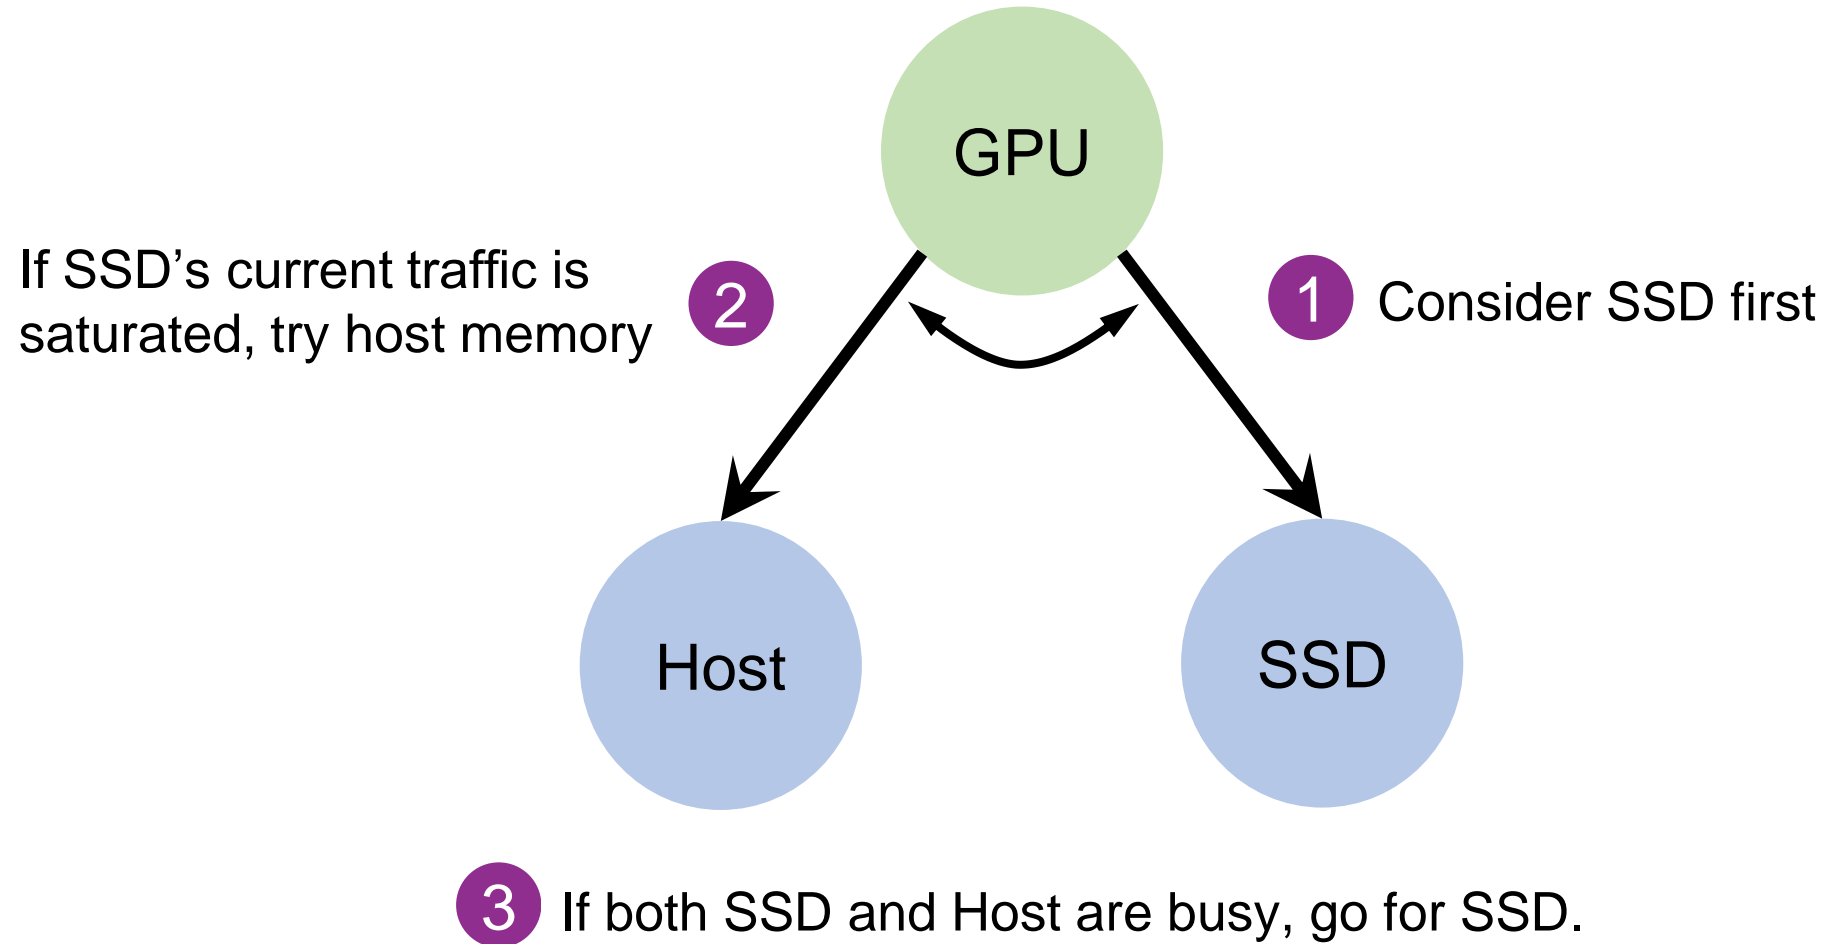 GPU
If SSD’s current traffic is
saturated, try host memory
2
1 Consider SSD first
Host
SSD
3 If both SSD and Host are busy, go for SSD.